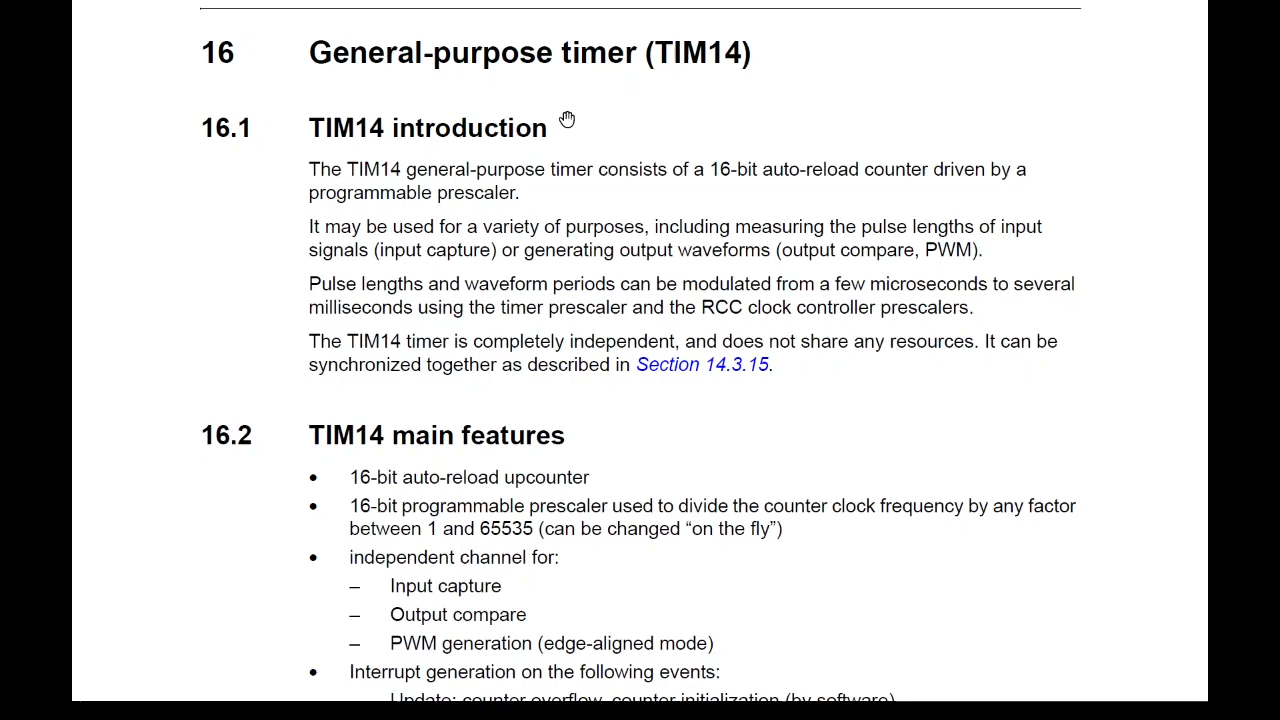 16 General-purpose timer (TIM14)
16.1 TIM14 introduction
The TIM14 general-purpose timer consists of a 16-bit auto-reload counter driven by a
programmable prescaler.
It may be used for a variety of purposes, including measuring the pulse lengths of input
signals (input capture) or generating output waveforms (output compare, PWM).
Pulse lengths and waveform periods can be modulated from a few microseconds to several
milliseconds using the timer prescaler and the RCC clock controller prescalers.
The TIM14 timer is completely independent, and does not share any resources. It can be
synchronized together as described in Section 14.3.15.
16.2 TIM14 main features
• 16-bit auto-reload upcounter
• 16-bit programmable prescaler used to divide the counter clock frequency by any factor
between 1 and 65535 (can be changed “on the fly”)
• independent channel for:
– Input capture
– Output compare
– PWM generation (edge-aligned mode)
• Interrupt generation on the following events:
Update: counter overflow, counter initialization (by software)